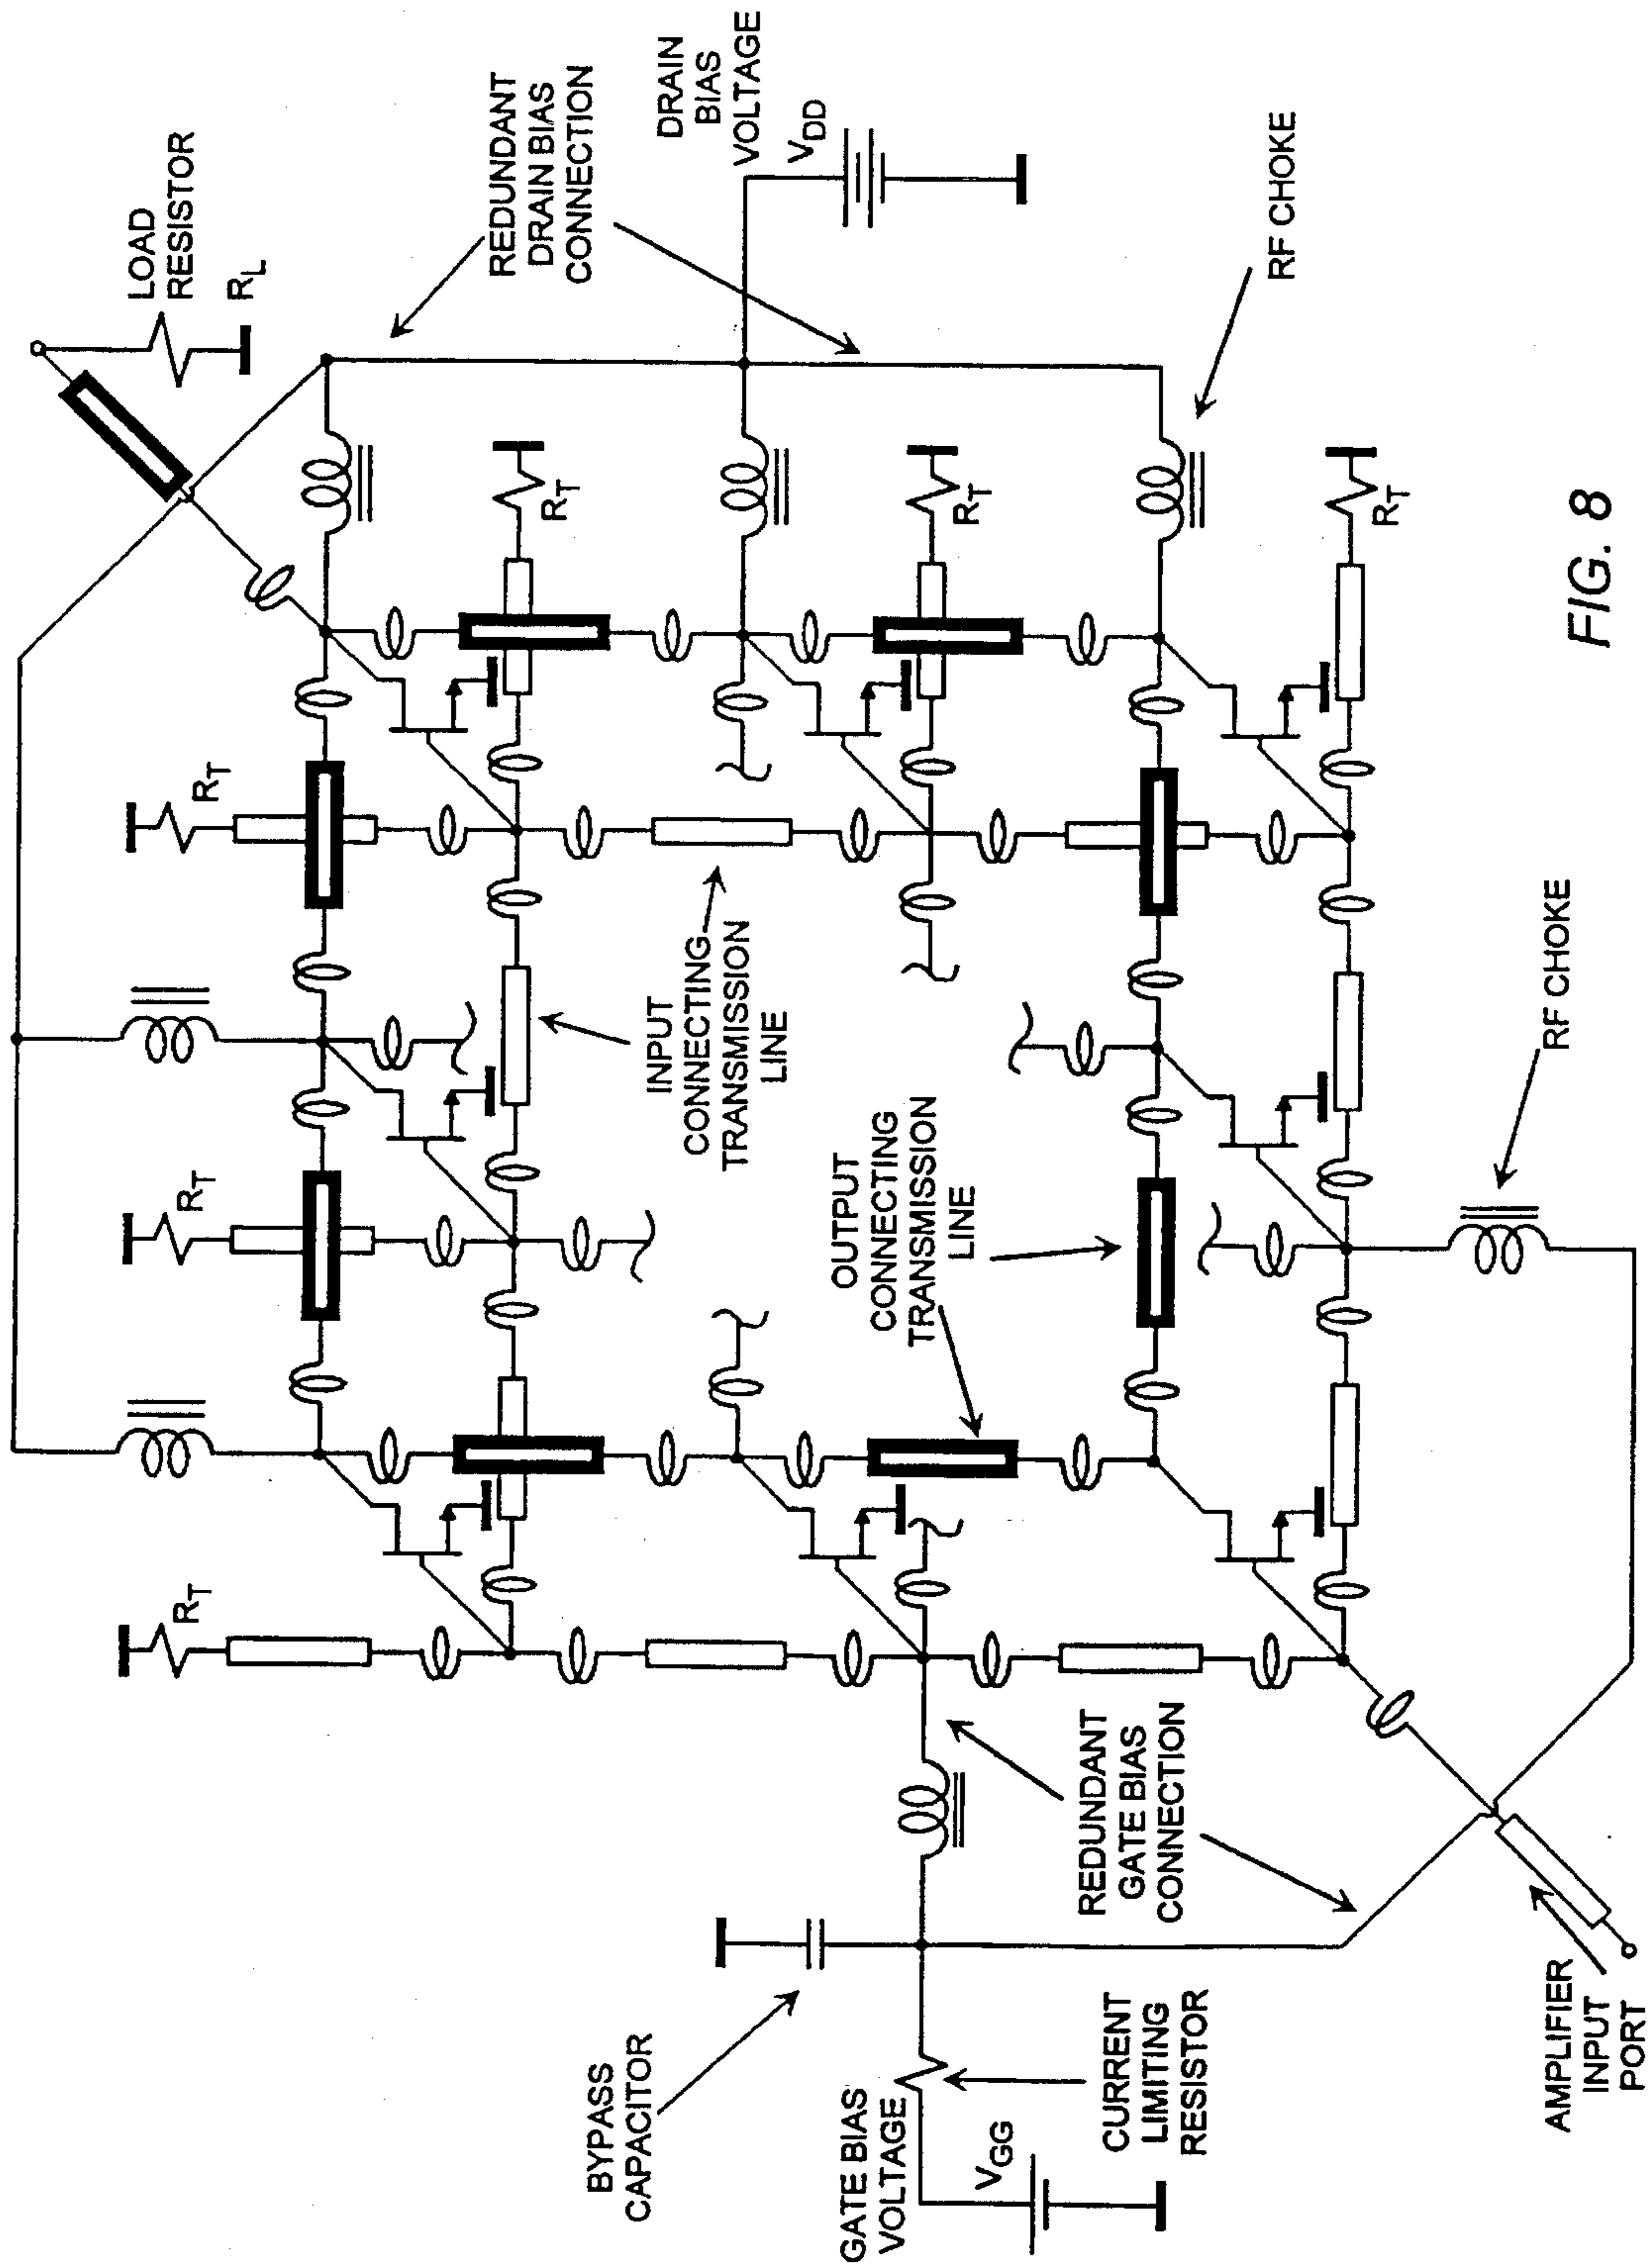 LOAD
RESISTOR
R_L
REDUNDANT
DRAIN BIAS
CONNECTION
DRAIN
BIAS
VOLTAGE
V_DD
RF CHOKE
R_T
R_T
R_T
R_T
R_T
R_T
INPUT
CONNECTING
TRANSMISSION
LINE
OUTPUT
CONNECTING
TRANSMISSION
LINE
RF CHOKE
REDUNDANT
GATE BIAS
CONNECTION
BYPASS
CAPACITOR
GATE BIAS
VOLTAGE
V_GG
CURRENT
LIMITING
RESISTOR
AMPLIFIER
INPUT
PORT
FIG. 8